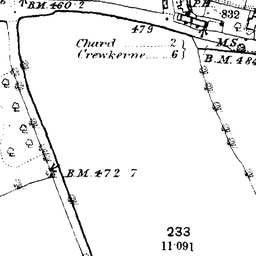 B.M. 460·2
P.H.
832
479
M.S.
Chard ........ 2
Crewkerne ........ 6
B.M. 484
B.M. 472 7
233
11·091